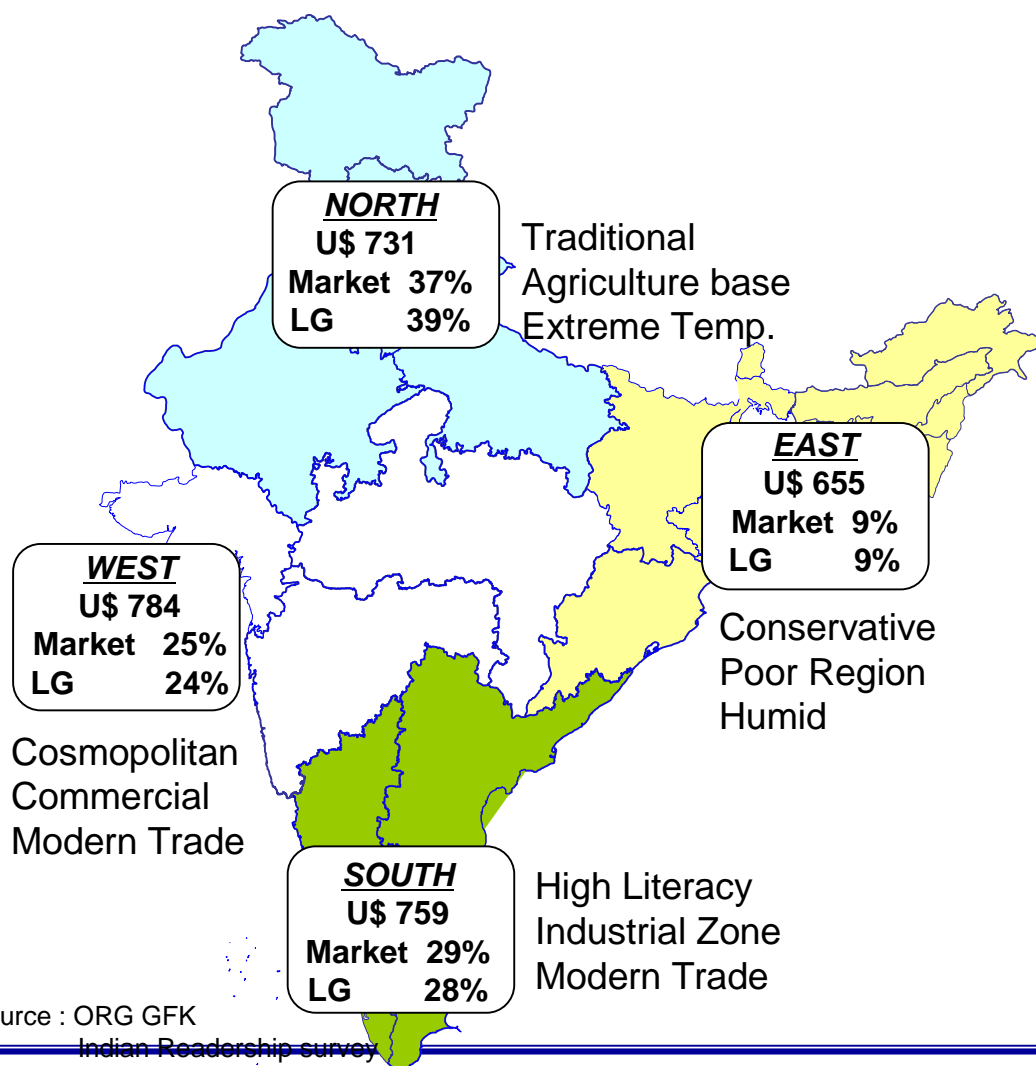 NORTH
U$ 731
Market 37%
LG 39%
Traditional
Agriculture base
Extreme Temp.
EAST
U$ 655
Market 9%
LG 9%
Conservative
Poor Region
Humid
WEST
U$ 784
Market 25%
LG 24%
Cosmopolitan
Commercial
Modern Trade
SOUTH
U$ 759
Market 29%
LG 28%
High Literacy
Industrial Zone
Modern Trade
urce : ORG GFK
Indian Readership survey